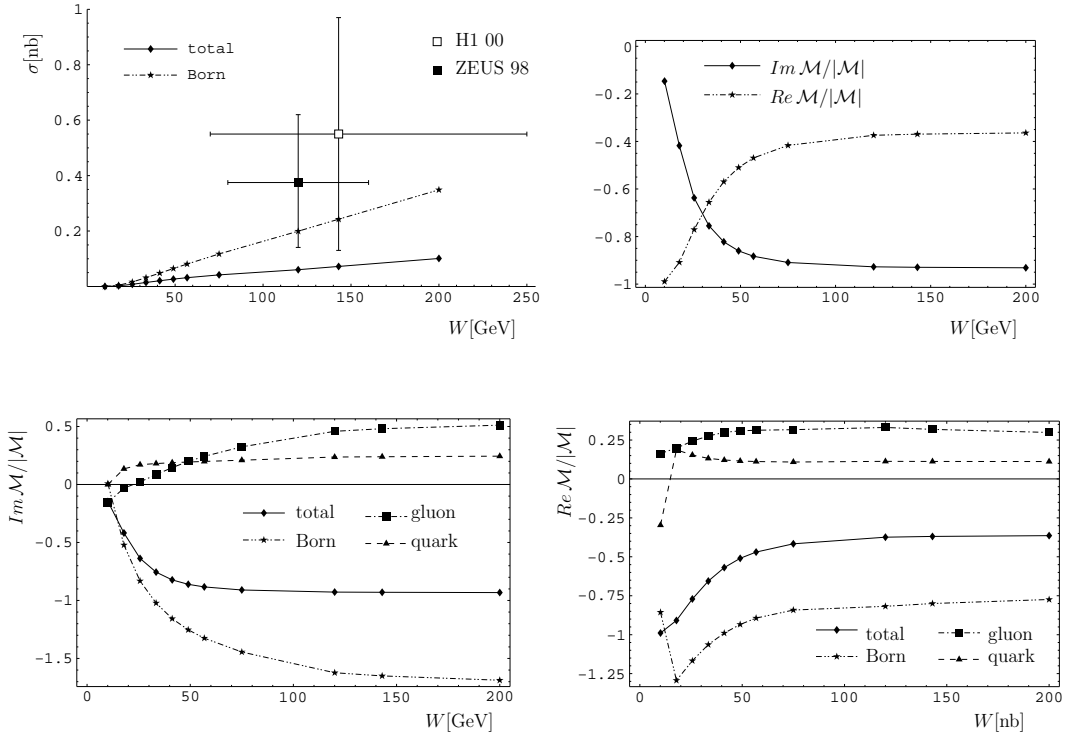 σ[nb]
1
0.8
0.6
0.4
0.2
total
Born
H1 00
ZEUS 98
50 100 150 200 250
W[GeV]
0
−0.2
−0.4
−0.6
−0.8
−1
Im M/|M|
Re M/|M|
0 50 100 150 200
W[GeV]
Im M/|M|
0.5
0
−0.5
−1
−1.5
total
Born
gluon
quark
0 50 100 150 200
W[GeV]
Re M/|M|
0.25
0
−0.25
−0.5
−0.75
−1
−1.25
total
Born
gluon
quark
0 50 100 150 200
W[nb]